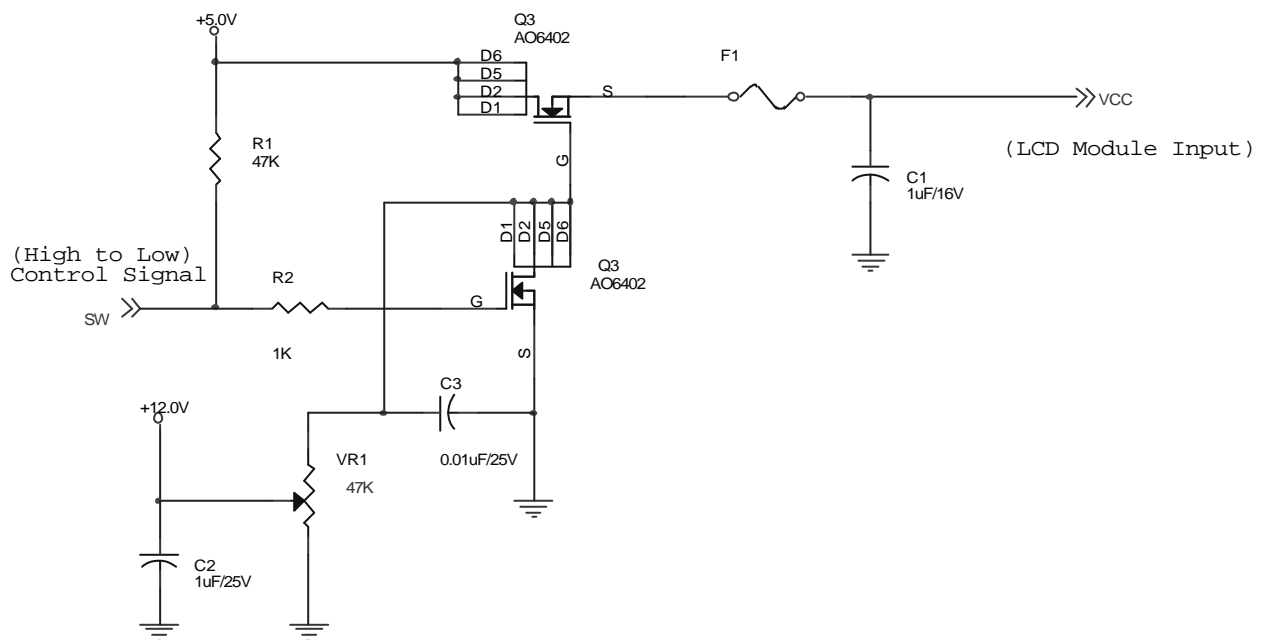 +5.0V
Q3
AO6402
D6
D5
D2
D1
S
G
F1
VCC
(LCD Module Input)
R1
47K
C1
1uF/16V
D1
D2
D5
D6
(High to Low)
Control Signal
SW
R2
1K
G
Q3
AO6402
S
C3
0.01uF/25V
+12.0V
VR1
47K
C2
1uF/25V